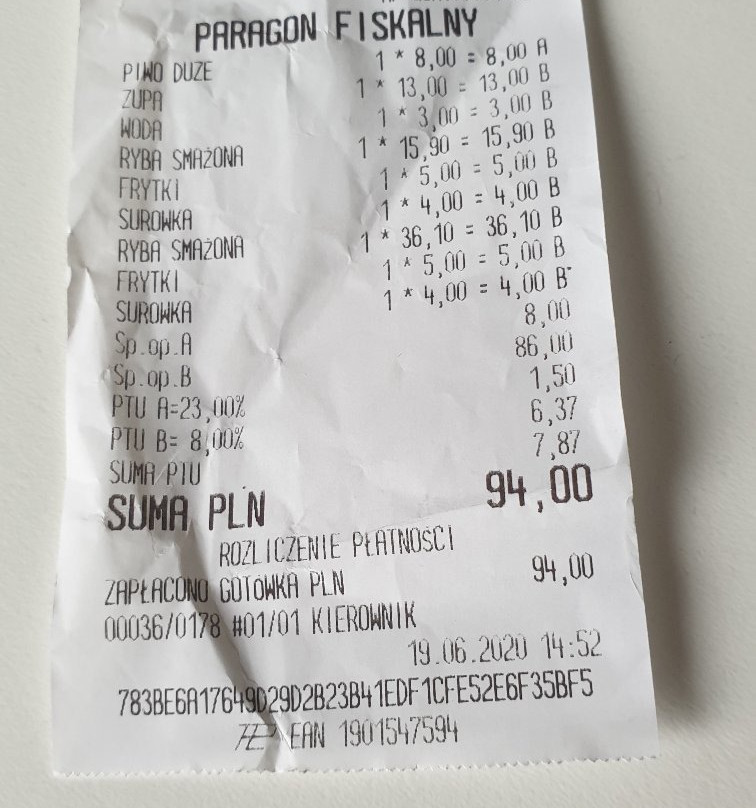 PARAGON FISKALNY
PIWO DUŻE 1 * 8,00 = 8,00 A
ZUPA 1 * 13,00 = 13,00 B
WODA 1 * 3,00 = 3,00 B
RYBA SMAŻONA 1 * 15,90 = 15,90 B
FRYTKI 1 * 5,00 = 5,00 B
SURÓWKA 1 * 4,00 = 4,00 B
RYBA SMAŻONA 1 * 36,10 = 36,10 B
FRYTKI 1 * 5,00 = 5,00 B
SURÓWKA 1 * 4,00 = 4,00 B
Sp.op.A 8,00
Sp.op.B 86,00
PTU A=23,00% 1,50
PTU B= 8,00% 6,37
SUMA PTU 7,87
SUMA PLN 94,00
ROZLICZENIE PŁATNOŚCI
ZAPŁACONO GOTÓWKA PLN 94,00
00036/0178 #01/01 KIEROWNIK
19.06.2020 14:52
783BE6A17649D29D2B23B41EDF1CFE52E6F35BF5
EAN 1901547594